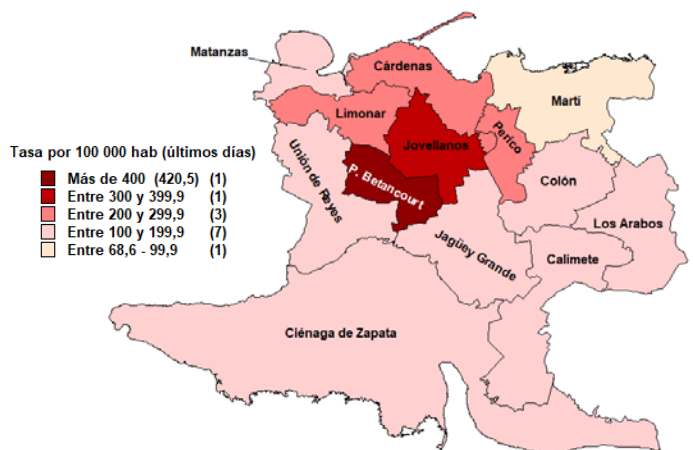 Matanzas
Cárdenas
Martí
Limonar
Perico
Jovellanos
Tasa por 100 000 hab (últimos días)
Más de 400 (420,5) (1)
Entre 300 y 399,9 (1)
Entre 200 y 299,9 (3)
Entre 100 y 199,9 (7)
Entre 68,6 - 99,9 (1)
Unión de Reyes
P. Betancourt
Colón
Los Arabos
Jagüey Grande
Calimete
Ciénaga de Zapata